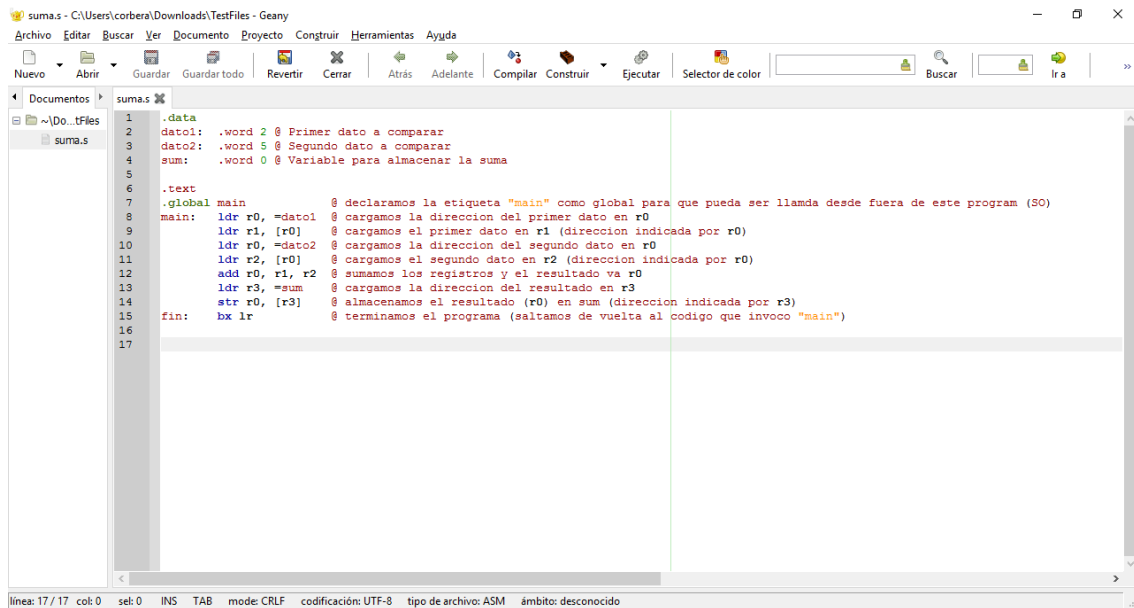 suma.s - C:\Users\corbera\Downloads\TestFiles - Geany
Archivo Editar Buscar Ver Documento Proyecto Construir Herramientas Ayuda
Nuevo Abrir Guardar Guardar todo Revertir Cerrar Atrás Adelante Compilar Construir Ejecutar Selector de color Buscar Ir a »
Documentos suma.s
~\Do...tFiles
suma.s
1 .data
2 dato1: .word 2 @ Primer dato a comparar
3 dato2: .word 5 @ Segundo dato a comparar
4 sum: .word 0 @ Variable para almacenar la suma
5
6 .text
7 .global main @ declaramos la etiqueta "main" como global para que pueda ser llamda desde fuera de este program (SO)
8 main: ldr r0, =dato1 @ cargamos la direccion del primer dato en r0
9 ldr r1, [r0] @ cargamos el primer dato en r1 (direccion indicada por r0)
10 ldr r0, =dato2 @ cargamos la direccion del segundo dato en r0
11 ldr r2, [r0] @ cargamos el segundo dato en r2 (direccion indicada por r0)
12 add r0, r1, r2 @ sumamos los registros y el resultado va r0
13 ldr r3, =sum @ cargamos la direccion del resultado en r3
14 str r0, [r3] @ almacenamos el resultado (r0) en sum (direccion indicada por r3)
15 fin: bx lr @ terminamos el programa (saltamos de vuelta al codigo que invoco "main")
16
17
línea: 17 / 17 col: 0 sel: 0 INS TAB mode: CRLF codificación: UTF-8 tipo de archivo: ASM ámbito: desconocido